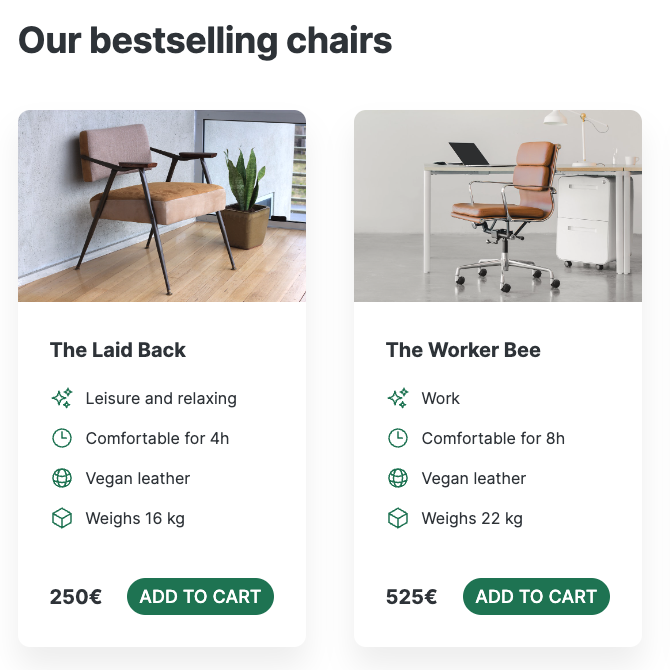 Our bestselling chairs
The Laid Back
Leisure and relaxing
Comfortable for 4h
Vegan leather
Weighs 16 kg
250€
ADD TO CART
The Worker Bee
Work
Comfortable for 8h
Vegan leather
Weighs 22 kg
525€
ADD TO CART